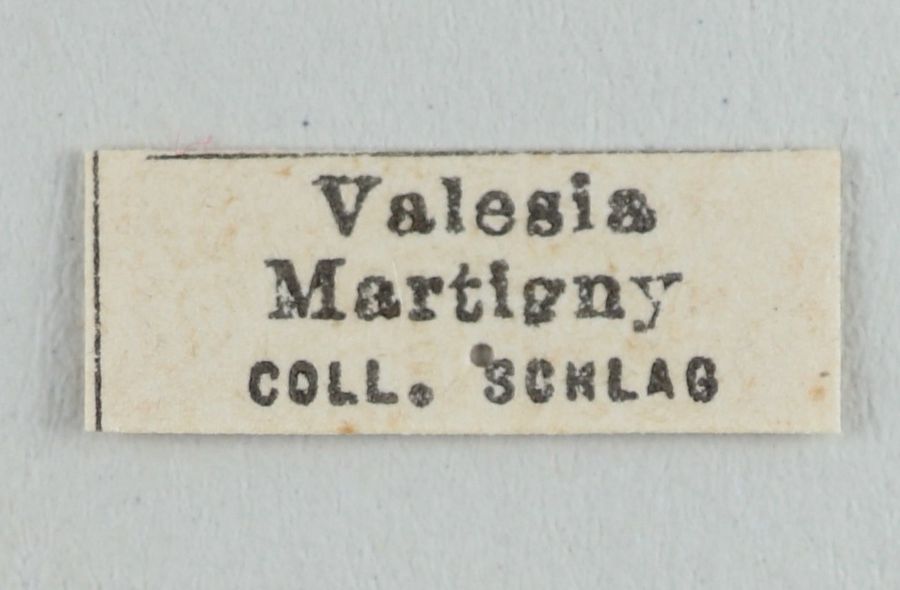 Valesia
Martigny
COLL. SCHLAG